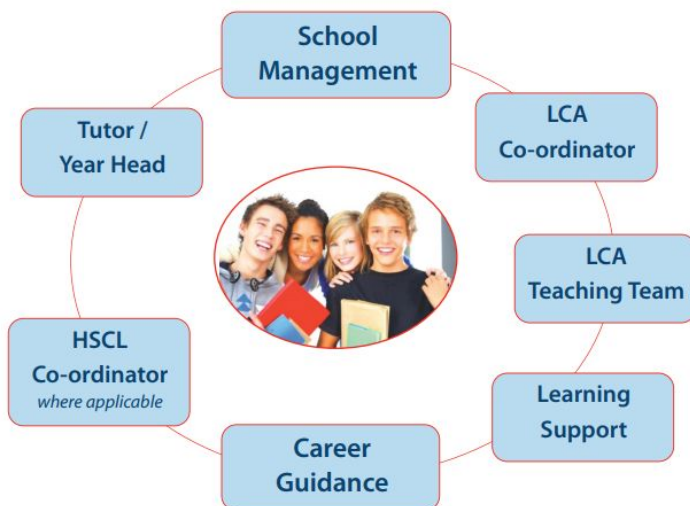 School
Management
LCA
Co-ordinator
LCA
Teaching Team
Learning
Support
Career
Guidance
HSCL
Co-ordinator
where applicable
Tutor /
Year Head